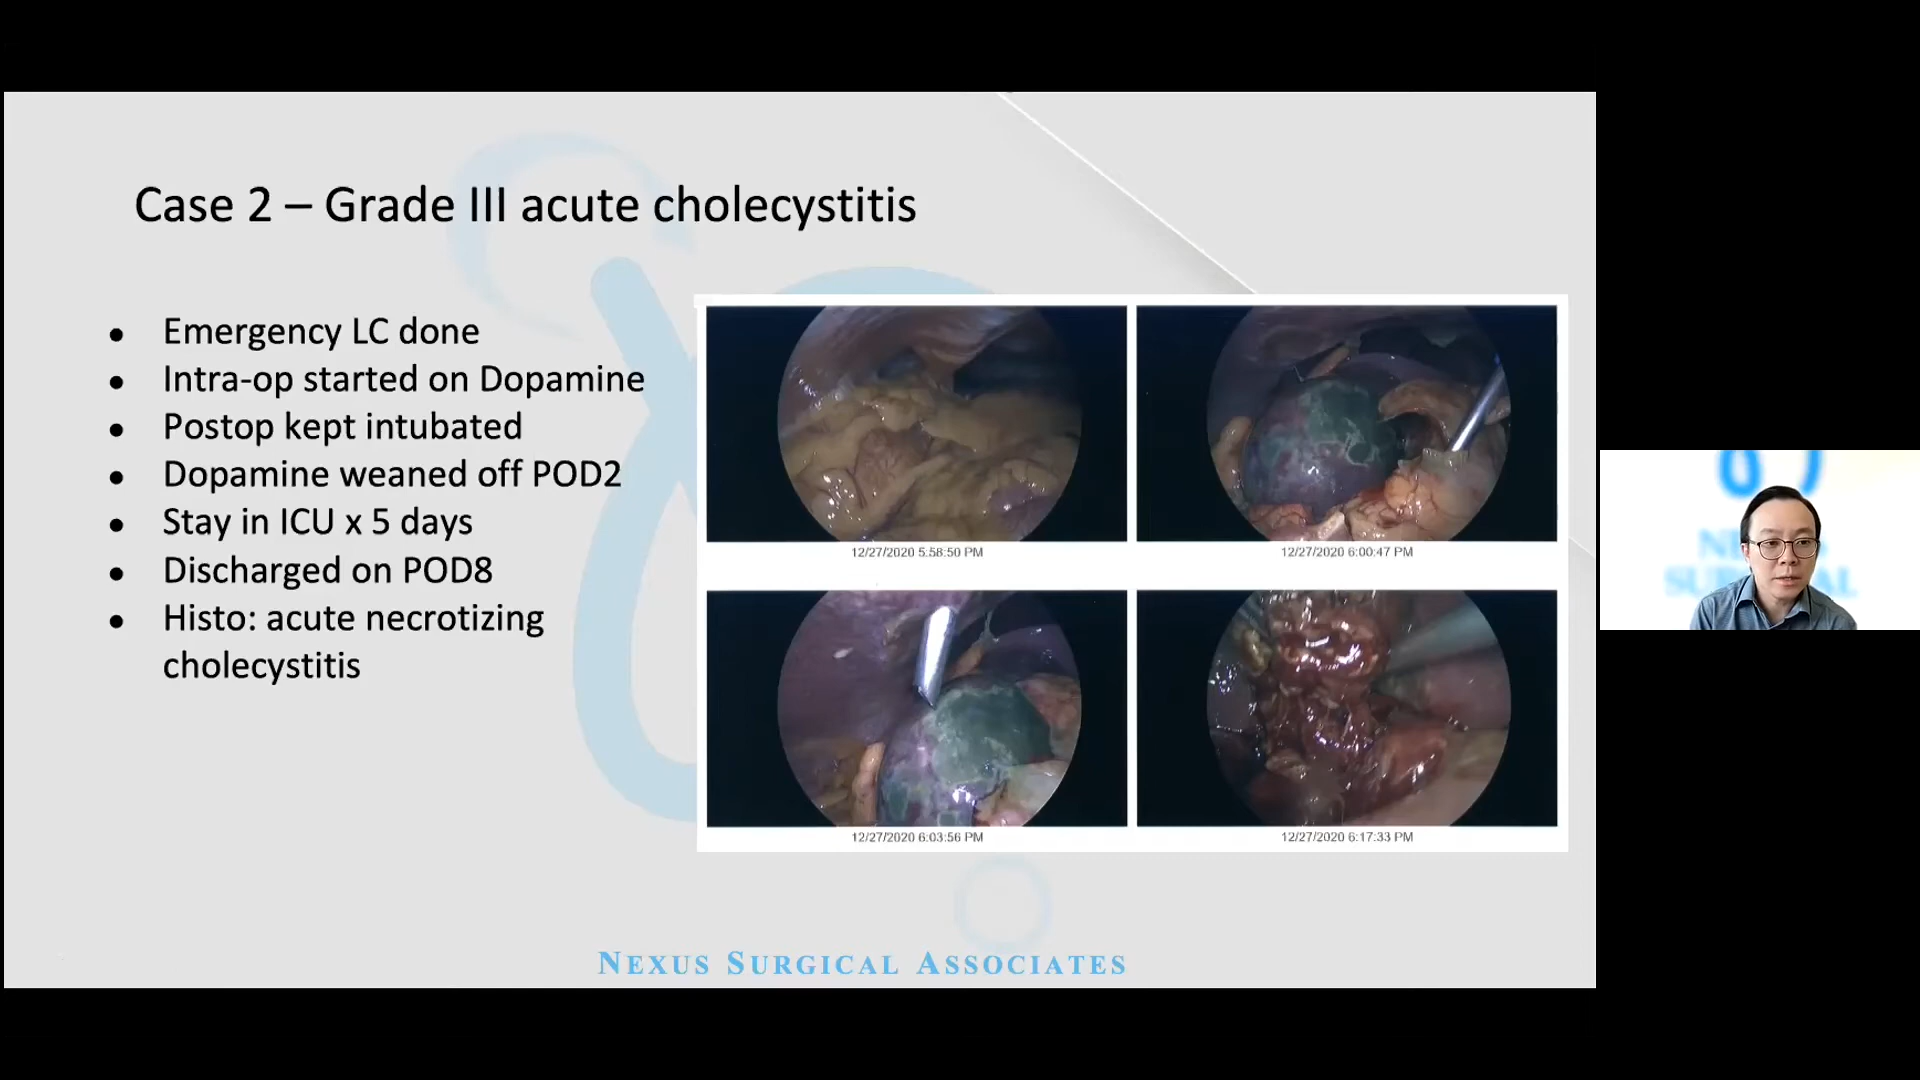 Case 2 – Grade III acute cholecystitis
• Emergency LC done
• Intra-op started on Dopamine
• Postop kept intubated
• Dopamine weaned off POD2
• Stay in ICU x 5 days
• Discharged on POD8
• Histo: acute necrotizing
cholecystitis
12/27/2020 5:58:50 PM
12/27/2020 6:00:47 PM
12/27/2020 6:03:56 PM
12/27/2020 6:17:33 PM
NEXUS SURGICAL ASSOCIATES